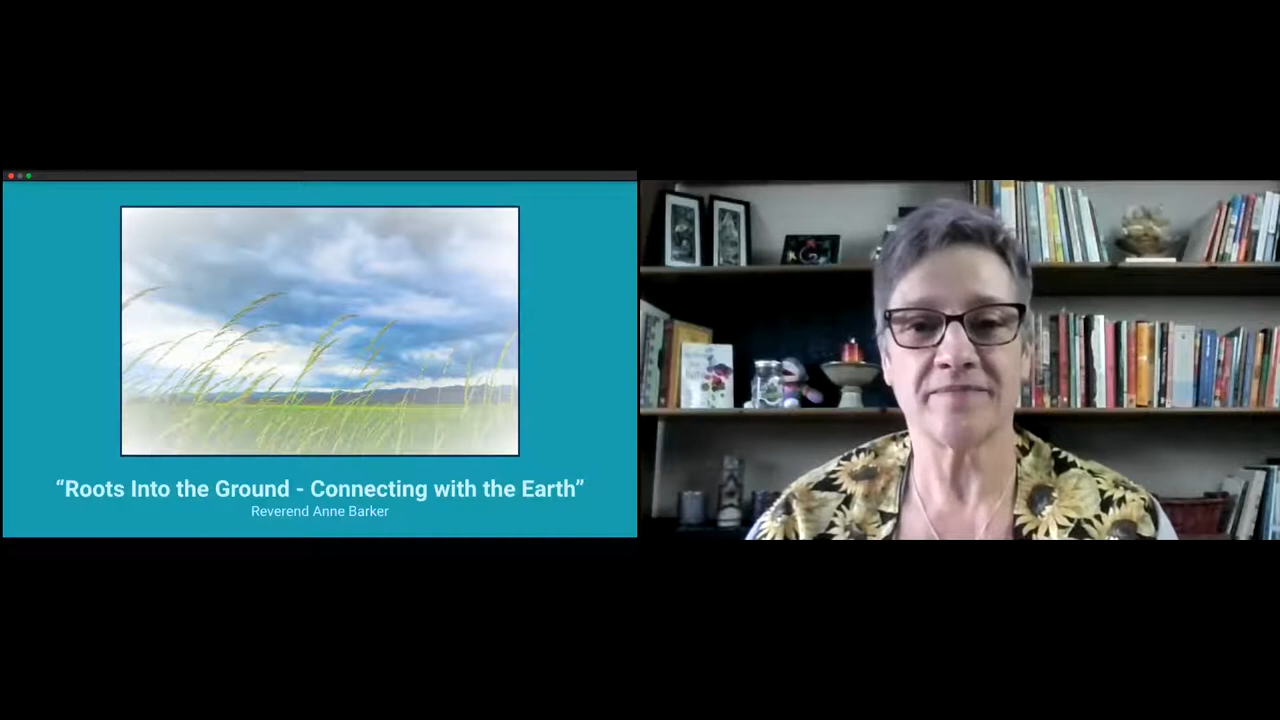 “Roots Into the Ground - Connecting with the Earth”
Reverend Anne Barker